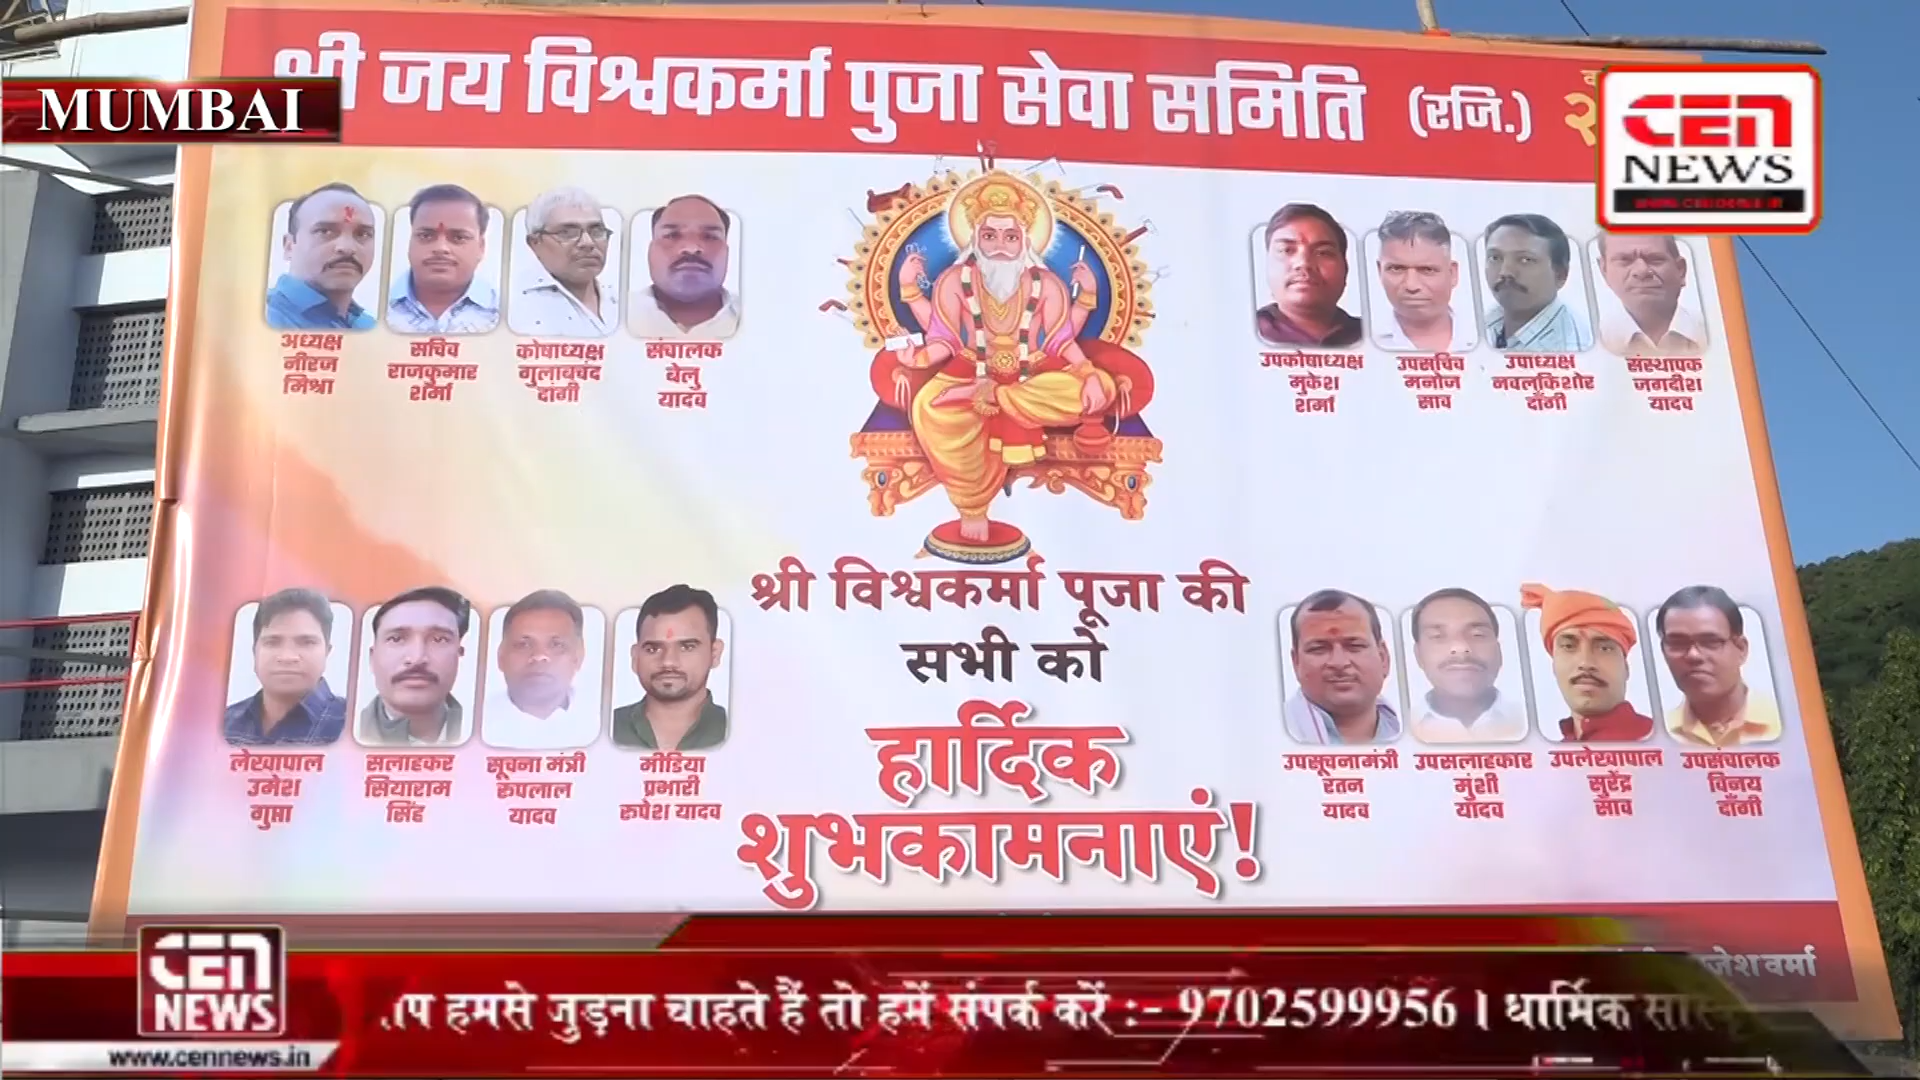 MUMBAI
श्री जय विश्वकर्मा पुजा सेवा समिति (रजि.)
CEN
NEWS
अध्यक्ष
नीरज
मिश्रा
सचिव
राजकुमार
शर्मा
कोषाध्यक्ष
गुलाबचंद
दांगी
संचालक
बेलु
यादव
उपकोषाध्यक्ष
मुकेश
शर्मा
उपसचिव
मनोज
साव
उपाध्यक्ष
नवलकिशोर
दाँगी
संस्थापक
जगदीश
यादव
श्री विश्वकर्मा पूजा की
सभी को
हार्दिक
शुभकामनाएं!
लेखापाल
उमेश
गुप्ता
सलाहकर
सियाराम
सिंह
सूचना मंत्री
रूपलाल
यादव
मीडिया
प्रभारी
रुपेश यादव
उपसूचनामंत्री
रतन
यादव
उपसलाहकार
मुंशी
यादव
उपलेखापाल
सुरेंद्र
साव
उपसंचालक
विनय
दाँगी
वर्मा
CEN
NEWS
www.cennews.in
हमसे जुड़ना चाहते हैं तो हमें संपर्क करें :- 9702599956 । धार्मिक